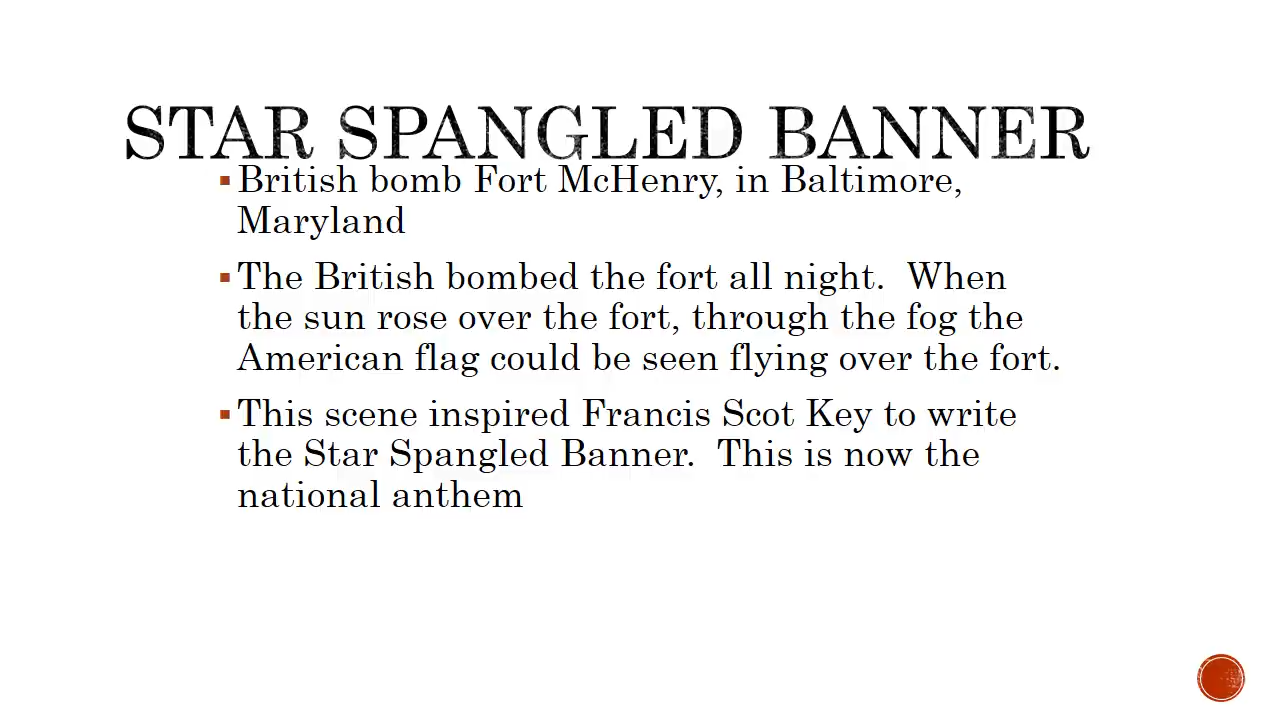 STAR SPANGLED BANNER
▪British bomb Fort McHenry, in Baltimore,
Maryland
▪The British bombed the fort all night.  When
the sun rose over the fort, through the fog the
American flag could be seen flying over the fort.
▪This scene inspired Francis Scot Key to write
the Star Spangled Banner.  This is now the
national anthem